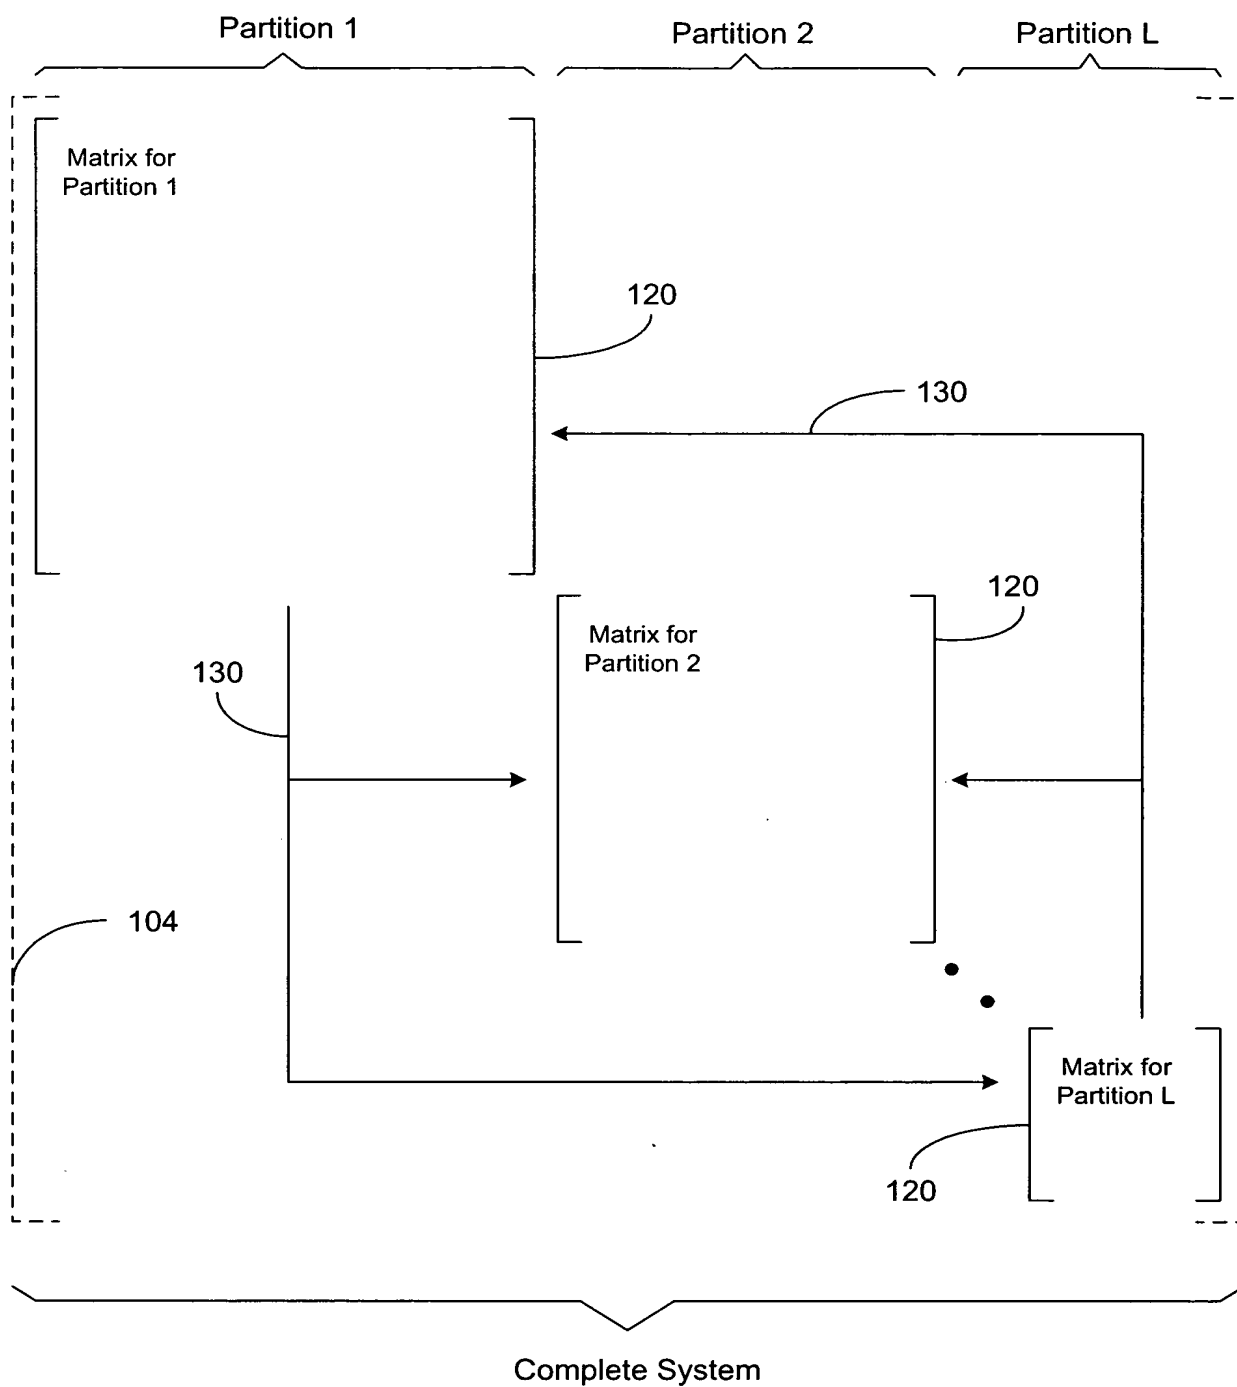 Partition 1
Partition 2
Partition L
Matrix for
Partition 1
120
130
120
Matrix for
Partition 2
130
104
Matrix for
Partition L
120
Complete System